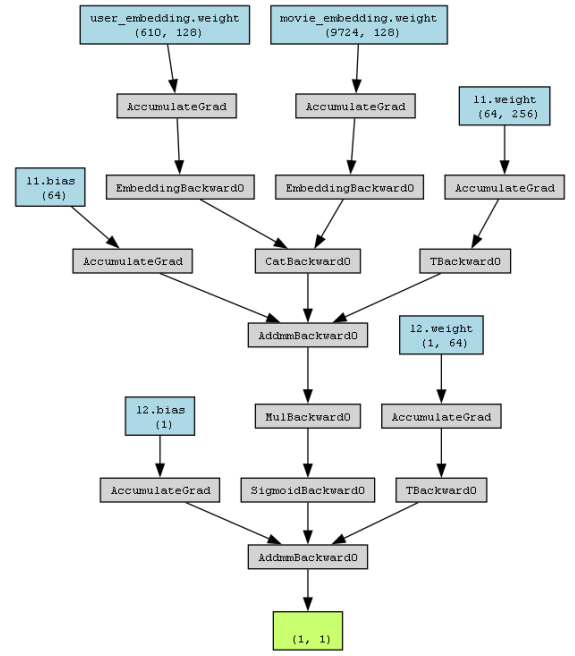 user_embedding.weight
(610, 128)
movie_embedding.weight
(9724, 128)
AccumulateGrad
AccumulateGrad
l1.weight
(64, 256)
l1.bias
(64)
EmbeddingBackward0
EmbeddingBackward0
AccumulateGrad
AccumulateGrad
CatBackward0
TBackward0
AddmmBackward0
l2.weight
(1, 64)
l2.bias
(1)
MulBackward0
AccumulateGrad
AccumulateGrad
SigmoidBackward0
TBackward0
AddmmBackward0
(1, 1)